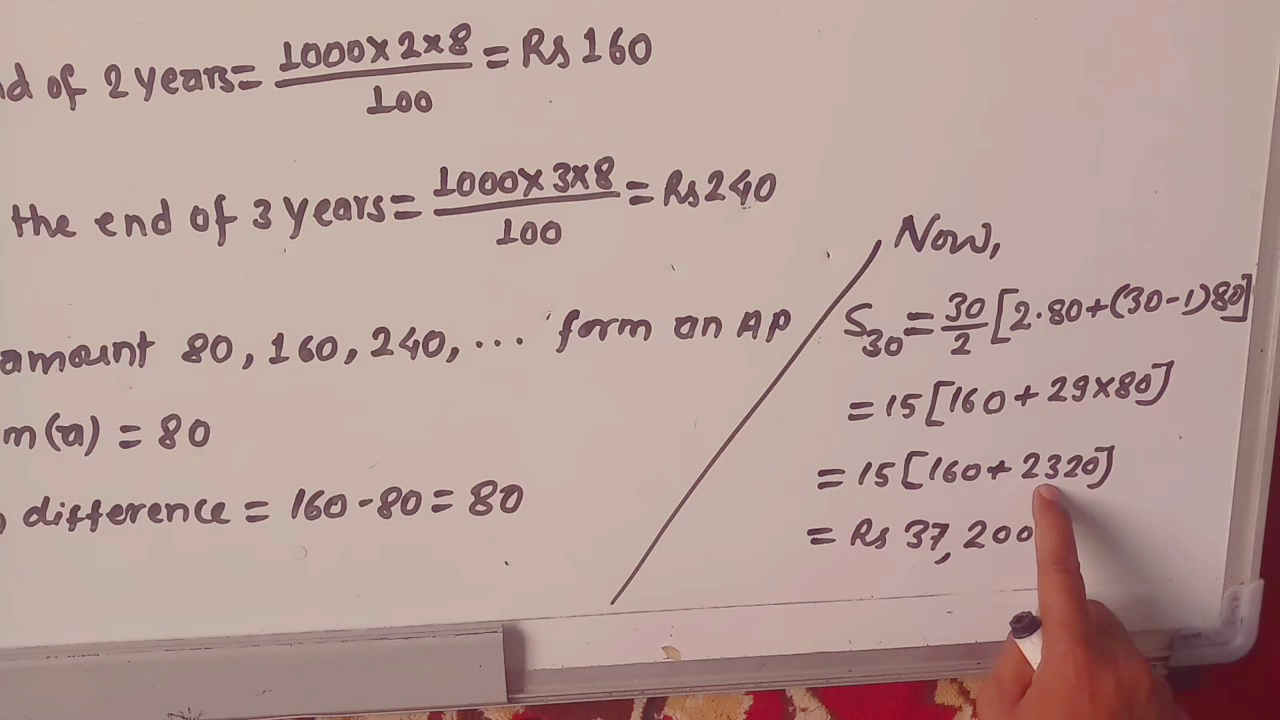 nd of 2 years = 1000×2×8/100 = Rs 160
the end of 3 years = 1000×3×8/100 = Rs 240
amount 80, 160, 240, ... form an AP
m(a) = 80
difference = 160-80 = 80
Now,
S30 = 30/2 [2·80+(30-1)80]
= 15[160+29×80]
= 15[160+2320]
= Rs 37,200